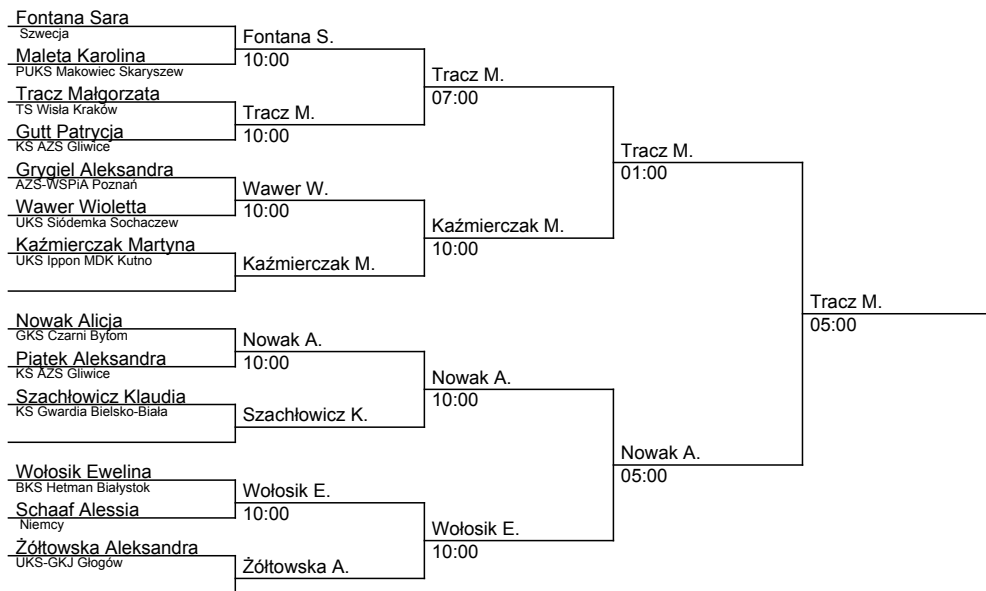 Fontana Sara
Szwecja
Maleta Karolina
PUKS Makowiec Skaryszew
Tracz Małgorzata
TS Wisła Kraków
Gutt Patrycja
KS AZS Gliwice
Grygiel Aleksandra
AZS-WSPiA Poznań
Wawer Wioletta
UKS Siódemka Sochaczew
Kaźmierczak Martyna
UKS Ippon MDK Kutno
Nowak Alicja
GKS Czarni Bytom
Piątek Aleksandra
KS AZS Gliwice
Szachłowicz Klaudia
KS Gwardia Bielsko-Biała
Wołosik Ewelina
BKS Hetman Białystok
Schaaf Alessia
Niemcy
Żółtowska Aleksandra
UKS-GKJ Głogów
Fontana S.
10:00
Tracz M.
10:00
Wawer W.
10:00
Kaźmierczak M.
Nowak A.
10:00
Szachłowicz K.
Wołosik E.
10:00
Żółtowska A.
Tracz M.
07:00
Kaźmierczak M.
10:00
Nowak A.
10:00
Wołosik E.
10:00
Tracz M.
01:00
Nowak A.
05:00
Tracz M.
05:00